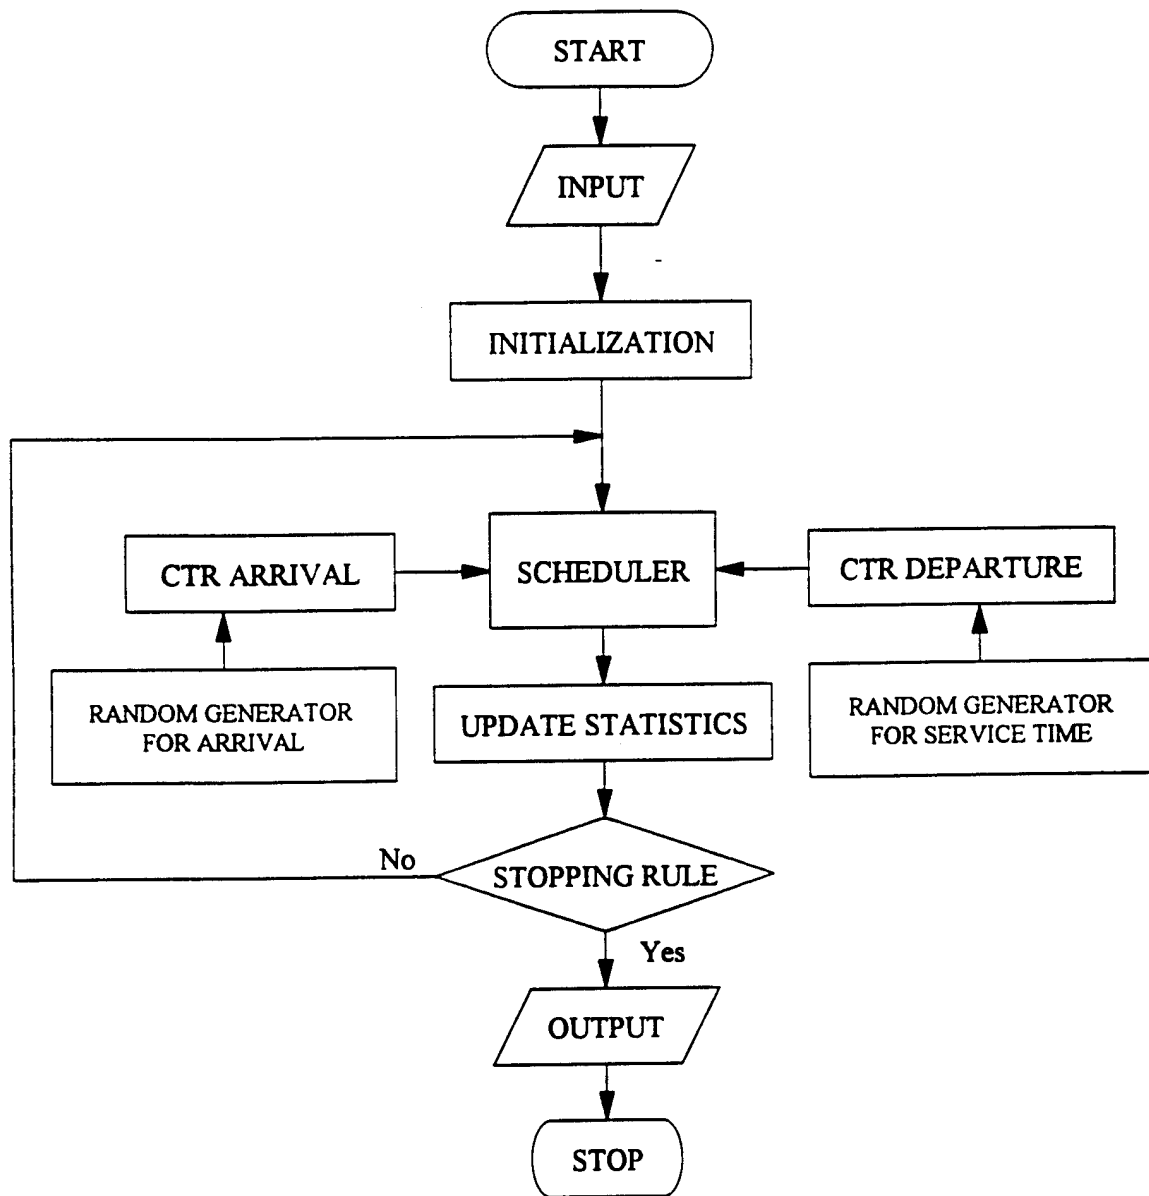 START
INPUT
INITIALIZATION
CTR ARRIVAL
SCHEDULER
CTR DEPARTURE
RANDOM GENERATOR
FOR ARRIVAL
UPDATE STATISTICS
RANDOM GENERATOR
FOR SERVICE TIME
No
STOPPING RULE
Yes
OUTPUT
STOP